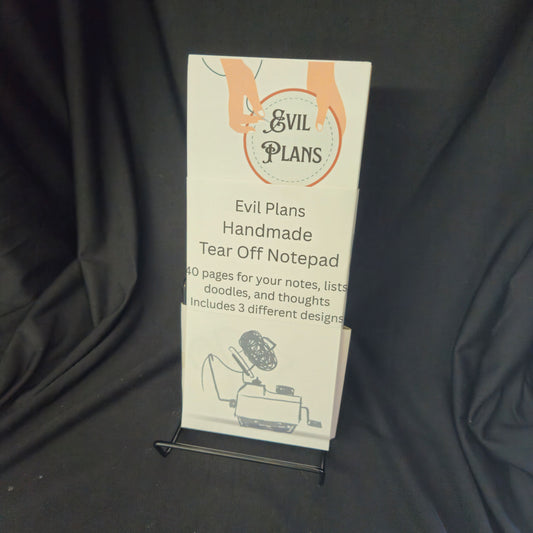 Evil
Plans
Evil Plans
Handmade
Tear Off Notepad
40 pages for your notes, lists,
doodles, and thoughts
Includes 3 different designs